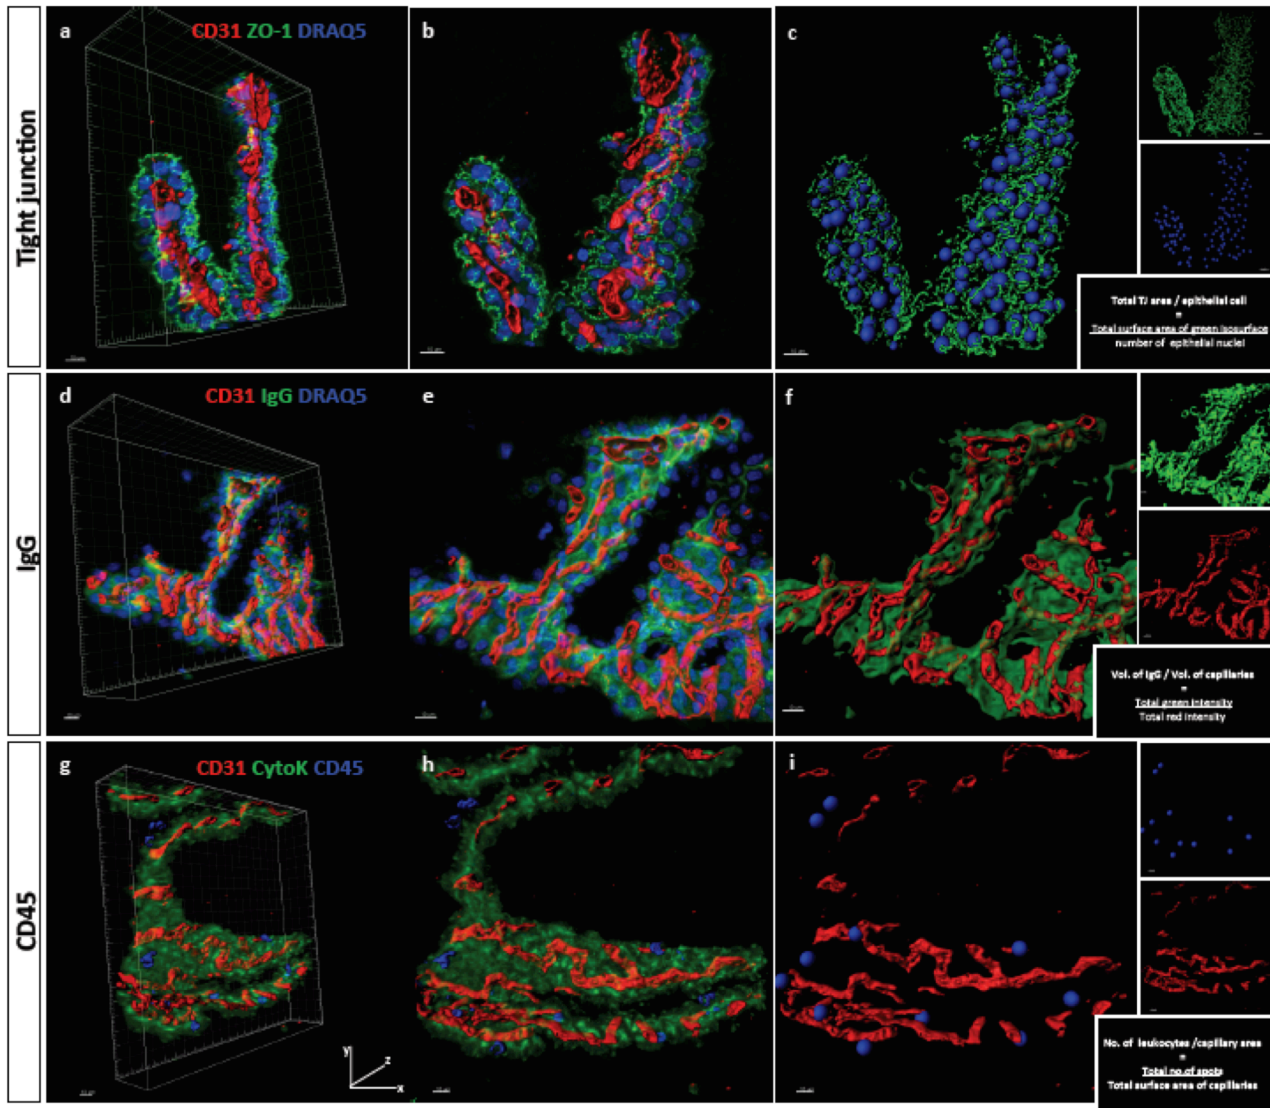 Tight junction
a
CD31 ZO-1 DRAQ5
b
c
Total TJ area / epithelial cell
=
Total surface area of green isosurface
number of epithelial nuclei
IgG
d
CD31 IgG DRAQ5
e
f
Vol. of IgG / Vol. of capillaries
=
Total green intensity
Total red intensity
CD45
g
CD31 CytoK CD45
y
z
x
h
i
No. of leukocytes /capillary area
=
Total no.of spots
Total surface area of capillaries